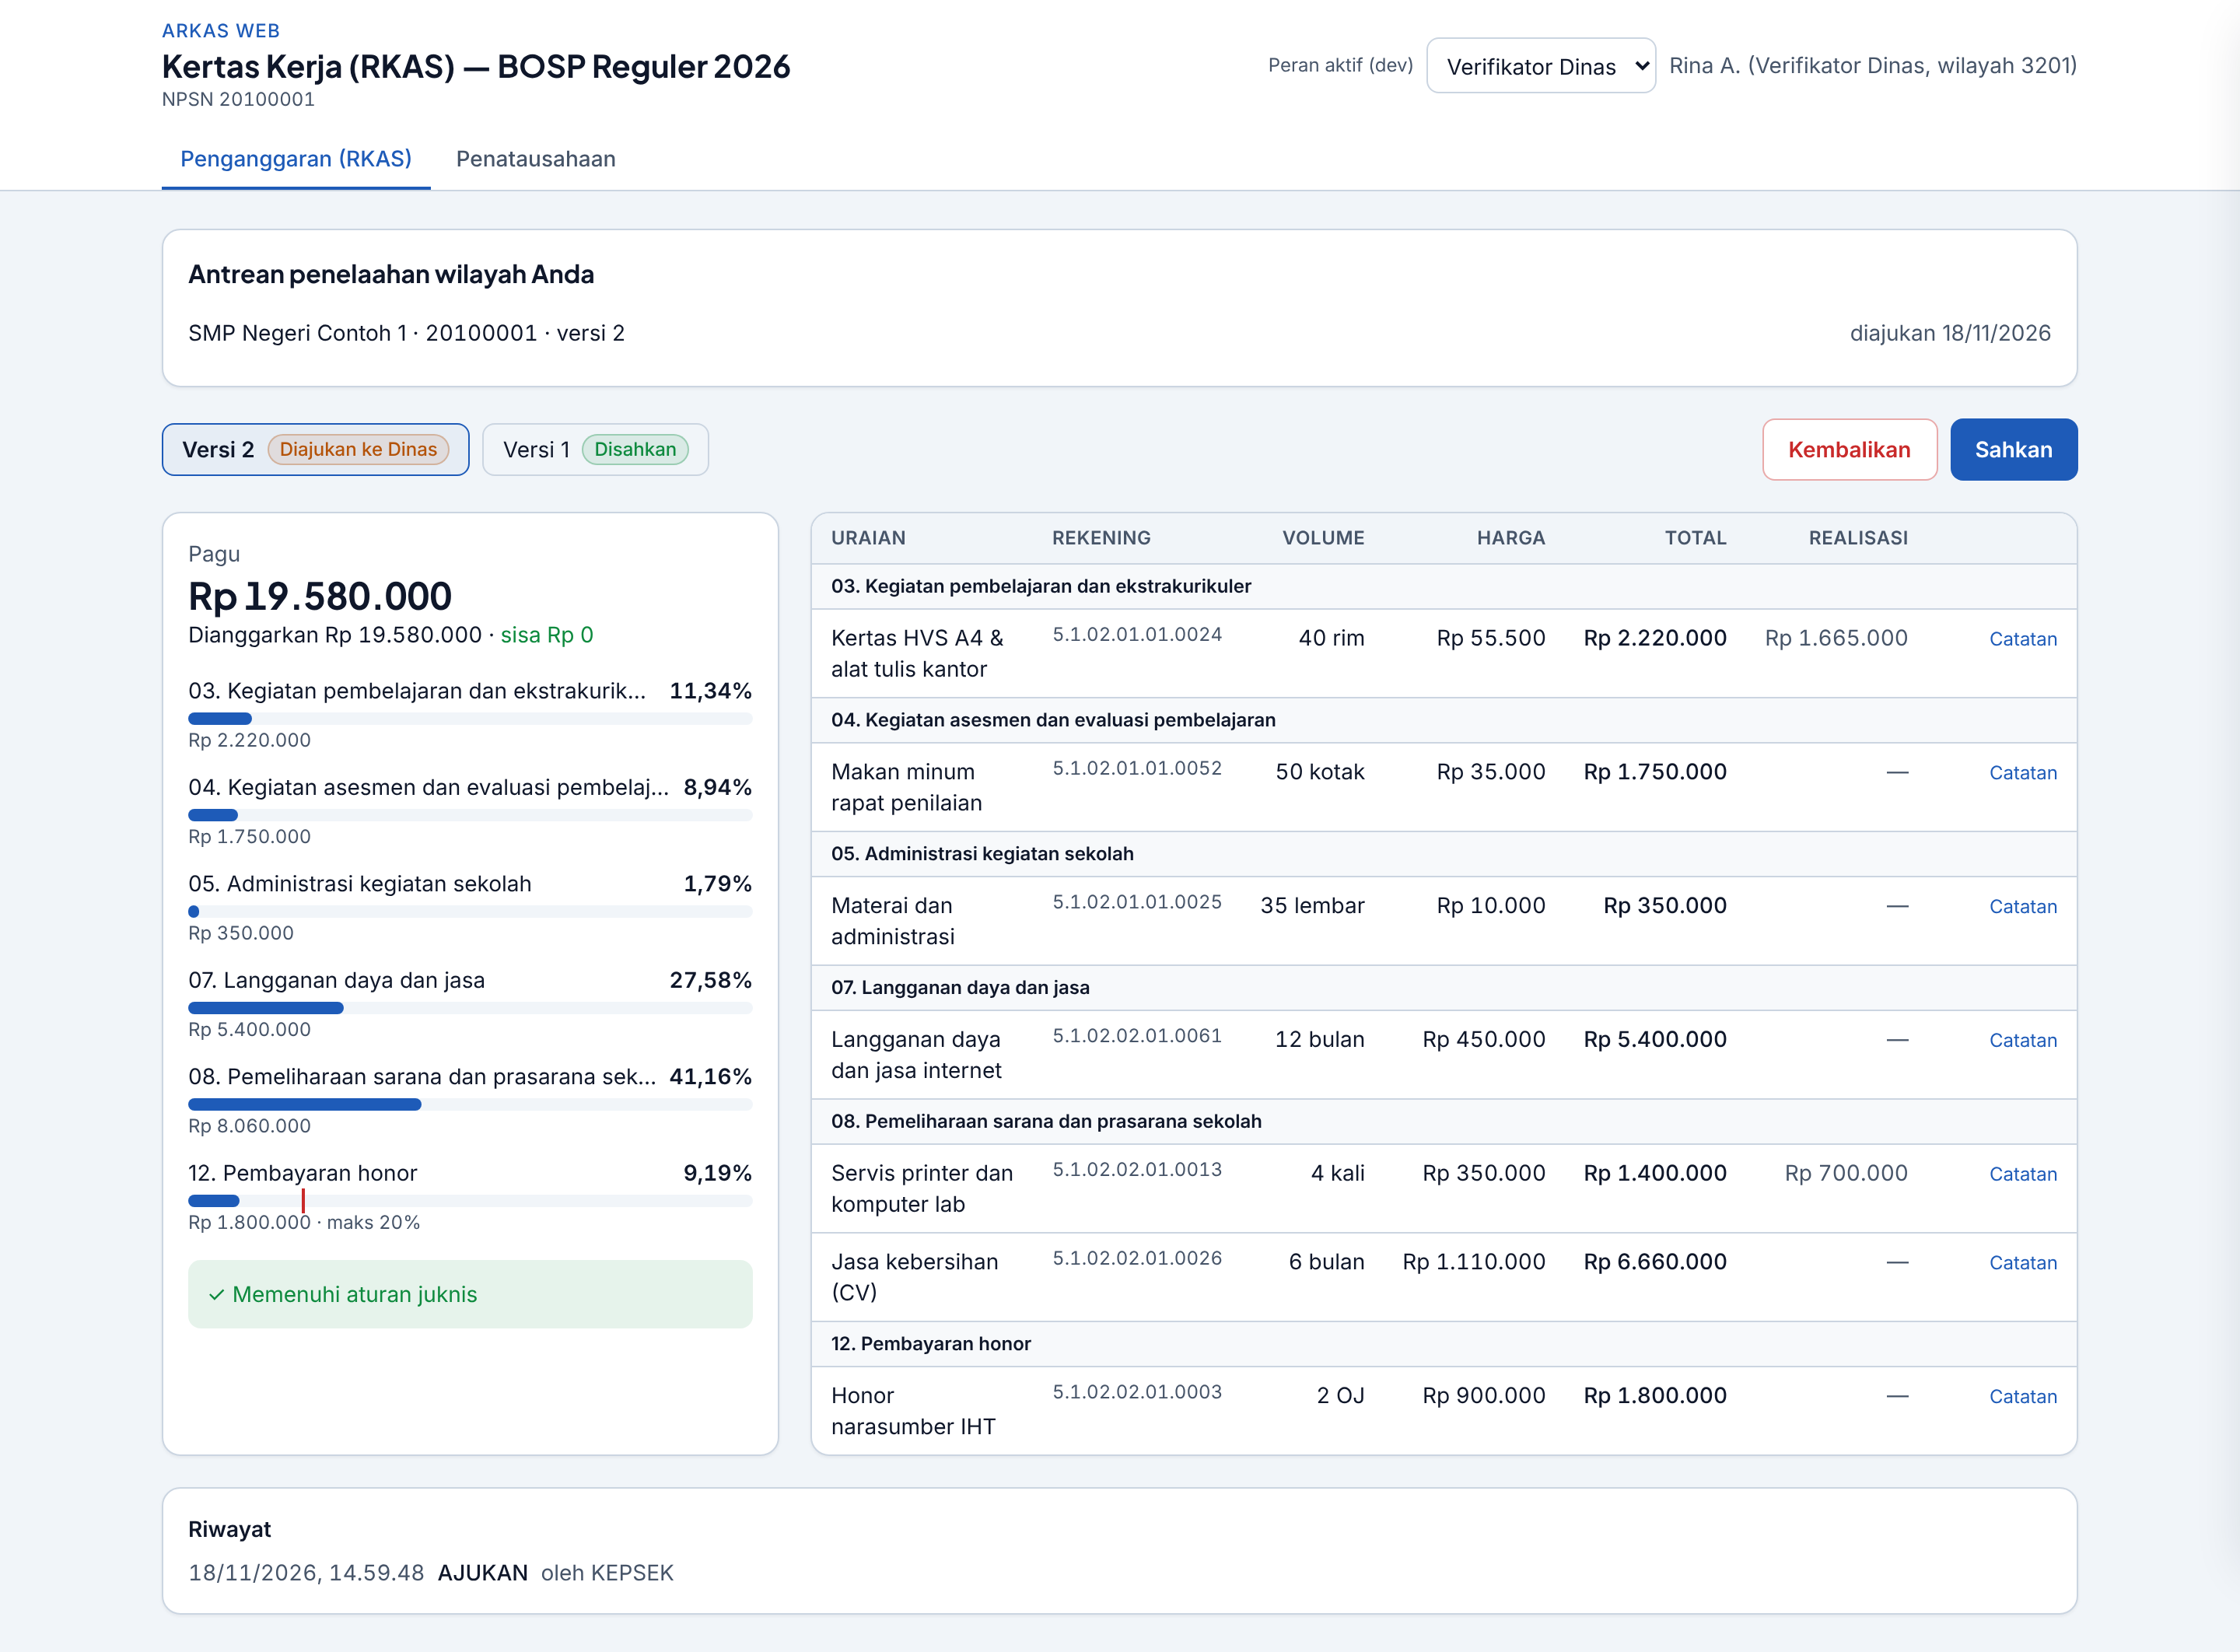 ARKAS WEB
Kertas Kerja (RKAS) — BOSP Reguler 2026
NPSN 20100001
Peran aktif (dev)
Verifikator Dinas
Rina A. (Verifikator Dinas, wilayah 3201)
Penganggaran (RKAS)
Penatausahaan
Antrean penelaahan wilayah Anda
SMP Negeri Contoh 1 · 20100001 · versi 2
diajukan 18/11/2026
Versi 2 Diajukan ke Dinas
Versi 1 Disahkan
Kembalikan
Sahkan
Pagu
Rp 19.580.000
Dianggarkan Rp 19.580.000 · sisa Rp 0
03. Kegiatan pembelajaran dan ekstrakurik... 11,34%
Rp 2.220.000
04. Kegiatan asesmen dan evaluasi pembelaj... 8,94%
Rp 1.750.000
05. Administrasi kegiatan sekolah 1,79%
Rp 350.000
07. Langganan daya dan jasa 27,58%
Rp 5.400.000
08. Pemeliharaan sarana dan prasarana sek... 41,16%
Rp 8.060.000
12. Pembayaran honor 9,19%
Rp 1.800.000 · maks 20%
✓ Memenuhi aturan juknis
URAIAN REKENING VOLUME HARGA TOTAL REALISASI
03. Kegiatan pembelajaran dan ekstrakurikuler
Kertas HVS A4 & 5.1.02.01.01.0024 40 rim Rp 55.500 Rp 2.220.000 Rp 1.665.000 Catatan
alat tulis kantor
04. Kegiatan asesmen dan evaluasi pembelajaran
Makan minum 5.1.02.01.01.0052 50 kotak Rp 35.000 Rp 1.750.000 — Catatan
rapat penilaian
05. Administrasi kegiatan sekolah
Materai dan 5.1.02.01.01.0025 35 lembar Rp 10.000 Rp 350.000 — Catatan
administrasi
07. Langganan daya dan jasa
Langganan daya 5.1.02.02.01.0061 12 bulan Rp 450.000 Rp 5.400.000 — Catatan
dan jasa internet
08. Pemeliharaan sarana dan prasarana sekolah
Servis printer dan 5.1.02.02.01.0013 4 kali Rp 350.000 Rp 1.400.000 Rp 700.000 Catatan
komputer lab
Jasa kebersihan 5.1.02.02.01.0026 6 bulan Rp 1.110.000 Rp 6.660.000 — Catatan
(CV)
12. Pembayaran honor
Honor 5.1.02.02.01.0003 2 OJ Rp 900.000 Rp 1.800.000 — Catatan
narasumber IHT
Riwayat
18/11/2026, 14.59.48 AJUKAN oleh KEPSEK